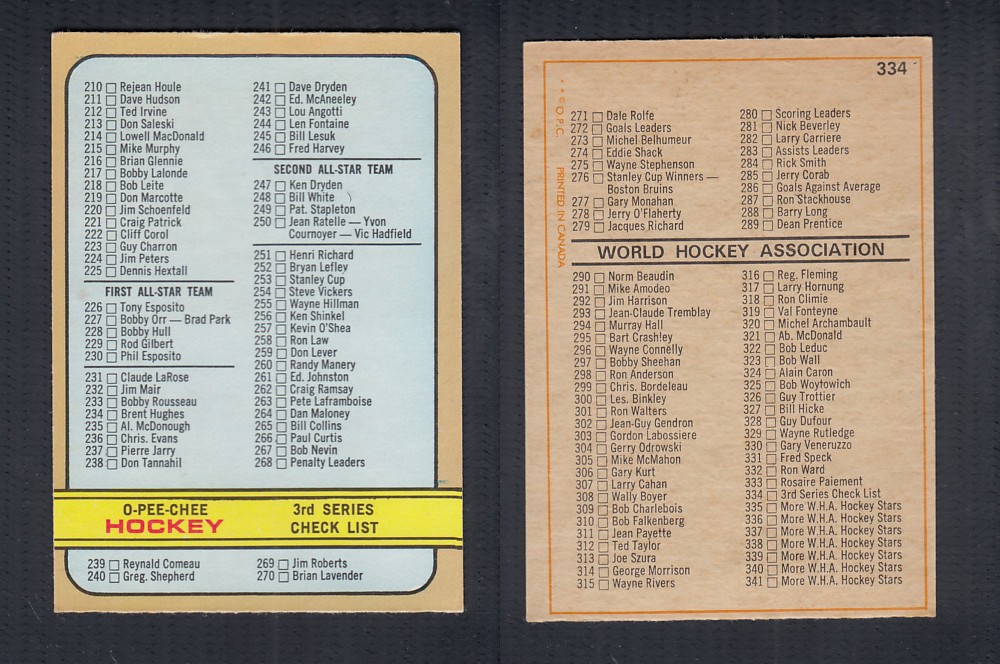 210 Rejean Houle
211 Dave Hudson
212 Ted Irvine
213 Don Saleski
214 Lowell MacDonald
215 Mike Murphy
216 Brian Glennie
217 Bobby Lalonde
218 Bob Leite
219 Don Marcotte
220 Jim Schoenfeld
221 Craig Patrick
222 Cliff Corol
223 Guy Charron
224 Jim Peters
225 Dennis Hextall
FIRST ALL-STAR TEAM
226 Tony Esposito
227 Bobby Orr — Brad Park
228 Bobby Hull
229 Rod Gilbert
230 Phil Esposito
231 Claude LaRose
232 Jim Mair
233 Bobby Rousseau
234 Brent Hughes
235 Al. McDonough
236 Chris. Evans
237 Pierre Jarry
238 Don Tannahill
241 Dave Dryden
242 Ed. McAneeley
243 Lou Angotti
244 Len Fontaine
245 Bill Lesuk
246 Fred Harvey
SECOND ALL-STAR TEAM
247 Ken Dryden
248 Bill White
249 Pat. Stapleton
250 Jean Ratelle — Yvon
Cournoyer — Vic Hadfield
251 Henri Richard
252 Bryan Lefley
253 Stanley Cup
254 Steve Vickers
255 Wayne Hillman
256 Ken Shinkel
257 Kevin O'Shea
258 Ron Law
259 Don Lever
260 Randy Manery
261 Ed. Johnston
262 Craig Ramsay
263 Pete Laframboise
264 Dan Maloney
265 Bill Collins
266 Paul Curtis
267 Bob Nevin
268 Penalty Leaders
O-PEE-CHEE
HOCKEY
3rd SERIES
CHECK LIST
239 Reynald Comeau
240 Greg. Shepherd
269 Jim Roberts
270 Brian Lavender
334
* * © O.P.C. PRINTED IN CANADA
271 Dale Rolfe
272 Goals Leaders
273 Michel Belhumeur
274 Eddie Shack
275 Wayne Stephenson
276 Stanley Cup Winners —
Boston Bruins
277 Gary Monahan
278 Jerry O'Flaherty
279 Jacques Richard
280 Scoring Leaders
281 Nick Beverley
282 Larry Carriere
283 Assists Leaders
284 Rick Smith
285 Jerry Corab
286 Goals Against Average
287 Ron Stackhouse
288 Barry Long
289 Dean Prentice
WORLD HOCKEY ASSOCIATION
290 Norm Beaudin
291 Mike Amodeo
292 Jim Harrison
293 Jean-Claude Tremblay
294 Murray Hall
295 Bart Crashley
296 Wayne Connelly
297 Bobby Sheehan
298 Ron Anderson
299 Chris. Bordeleau
300 Les. Binkley
301 Ron Walters
302 Jean-Guy Gendron
303 Gordon Labossiere
304 Gerry Odrowski
305 Mike McMahon
306 Gary Kurt
307 Larry Cahan
308 Wally Boyer
309 Bob Charlebois
310 Bob Falkenberg
311 Jean Payette
312 Ted Taylor
313 Joe Szura
314 George Morrison
315 Wayne Rivers
316 Reg. Fleming
317 Larry Hornung
318 Ron Climie
319 Val Fonteyne
320 Michel Archambault
321 Ab. McDonald
322 Bob Leduc
323 Bob Wall
324 Alain Caron
325 Bob Woytowich
326 Guy Trottier
327 Bill Hicke
328 Guy Dufour
329 Wayne Rutledge
330 Gary Veneruzzo
331 Fred Speck
332 Ron Ward
333 Rosaire Paiement
334 3rd Series Check List
335 More W.H.A. Hockey Stars
336 More W.H.A. Hockey Stars
337 More W.H.A. Hockey Stars
338 More W.H.A. Hockey Stars
339 More W.H.A. Hockey Stars
340 More W.H.A. Hockey Stars
341 More W.H.A. Hockey Stars